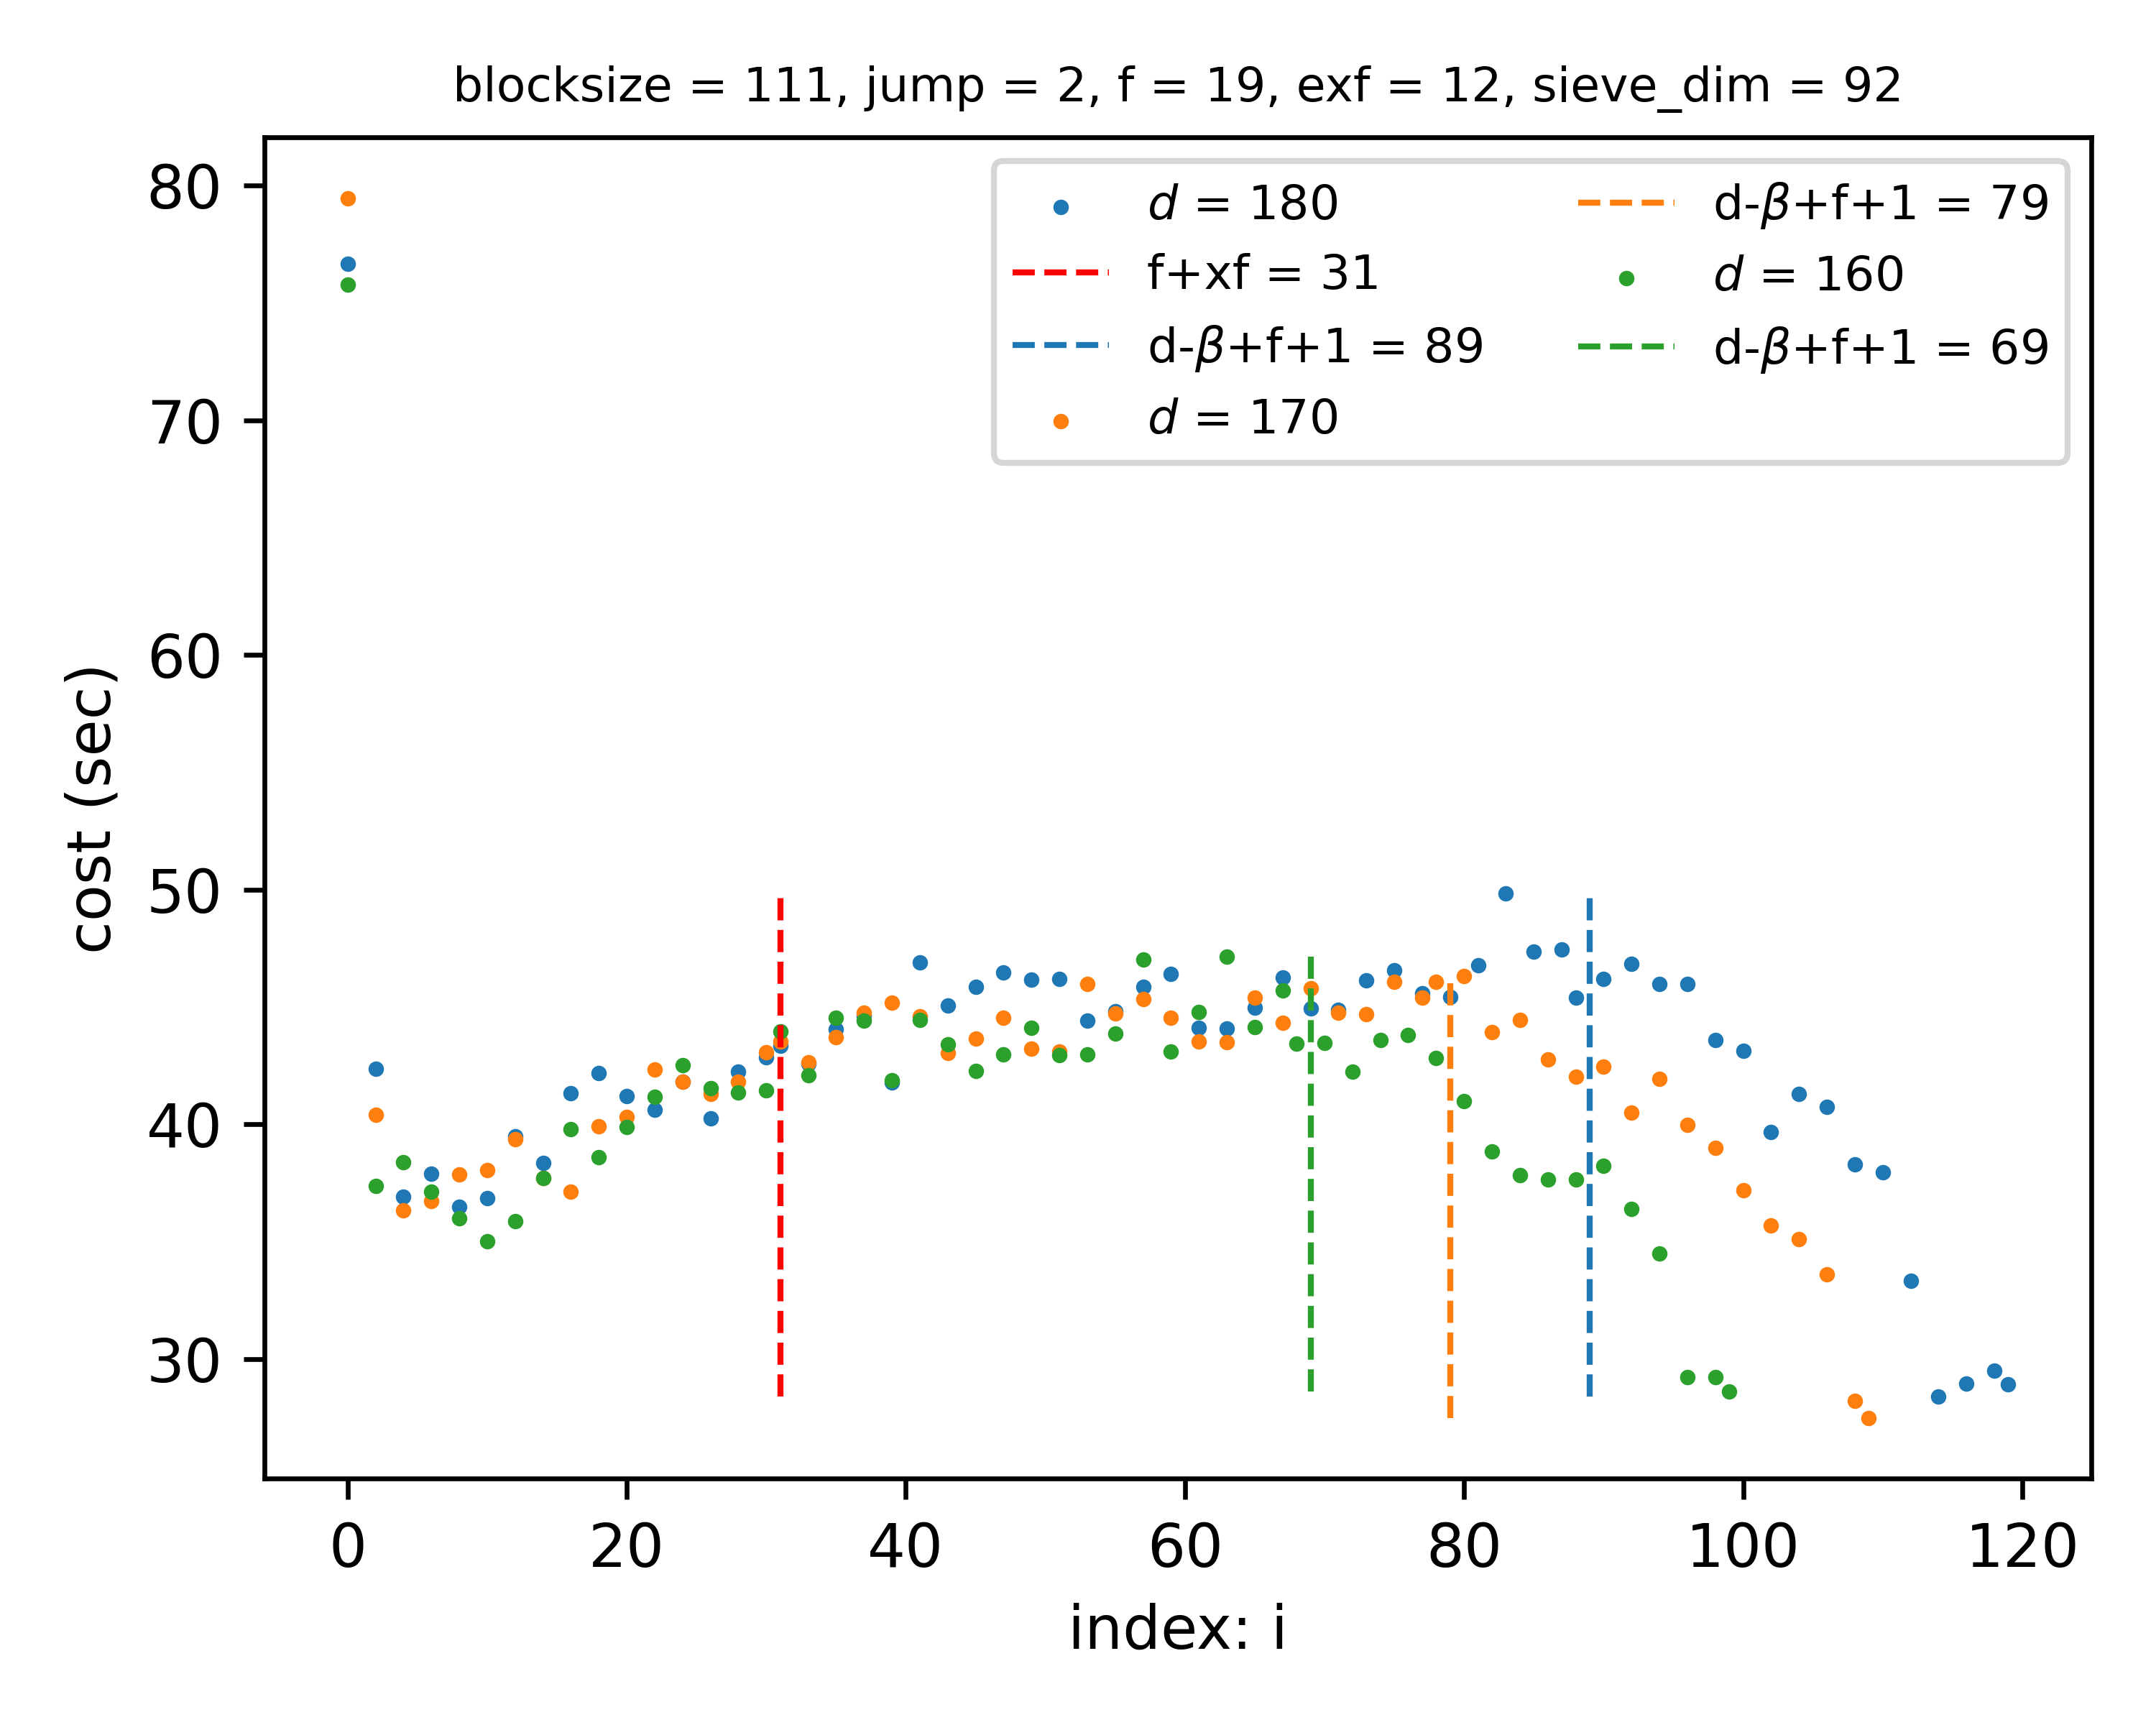 blocksize = 111, jump = 2, f = 19, exf = 12, sieve_dim = 92
80
70
60
50
40
30
cost (sec)
d = 180
f+xf = 31
d-β+f+1 = 89
d = 170
d-β+f+1 = 79
d = 160
d-β+f+1 = 69
0 20 40 60 80 100 120
index: i